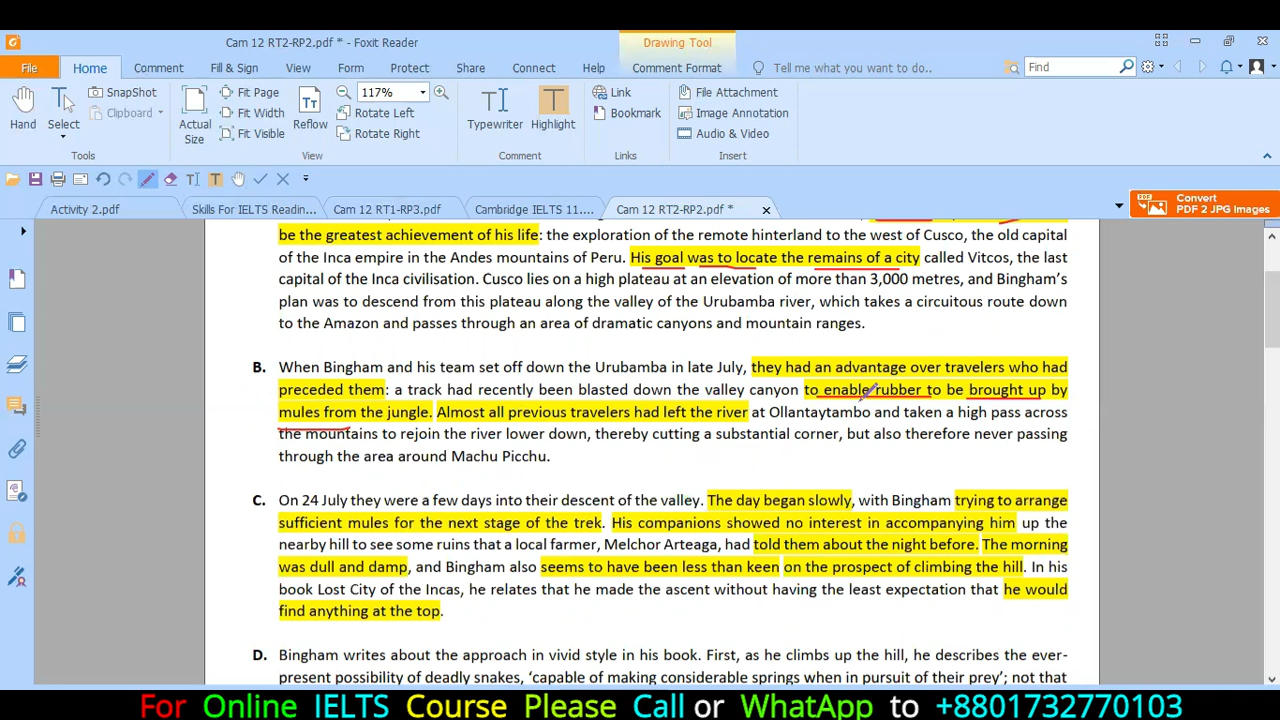 Cam 12 RT2-RP2.pdf * - Foxit Reader
Drawing Tool
File
Home
Comment
Fill & Sign
View
Form
Protect
Share
Connect
Help
Comment Format
Tell me what you want to do..
Find
Hand
Select
SnapShot
Clipboard
Tools
Actual Size
Fit Page
Fit Width
Fit Visible
Reflow
117%
Rotate Left
Rotate Right
View
Typewriter
Highlight
Comment
Link
Bookmark
Links
File Attachment
Image Annotation
Audio & Video
Insert
Activity 2.pdf
Skills For IELTS Readin...
Cam 12 RT1-RP3.pdf *
Cambridge IELTS 11....
Cam 12 RT2-RP2.pdf *
Convert
PDF 2 JPG Images
be the greatest achievement of his life: the exploration of the remote hinterland to the west of Cusco, the old capital
of the Inca empire in the Andes mountains of Peru. His goal was to locate the remains of a city called Vitcos, the last
capital of the Inca civilisation. Cusco lies on a high plateau at an elevation of more than 3,000 metres, and Bingham's
plan was to descend from this plateau along the valley of the Urubamba river, which takes a circuitous route down
to the Amazon and passes through an area of dramatic canyons and mountain ranges.
B. When Bingham and his team set off down the Urubamba in late July, they had an advantage over travelers who had
preceded them: a track had recently been blasted down the valley canyon to enable rubber to be brought up by
mules from the jungle. Almost all previous travelers had left the river at Ollantaytambo and taken a high pass across
the mountains to rejoin the river lower down, thereby cutting a substantial corner, but also therefore never passing
through the area around Machu Picchu.
C. On 24 July they were a few days into their descent of the valley. The day began slowly, with Bingham trying to arrange
sufficient mules for the next stage of the trek. His companions showed no interest in accompanying him up the
nearby hill to see some ruins that a local farmer, Melchor Arteaga, had told them about the night before. The morning
was dull and damp, and Bingham also seems to have been less than keen on the prospect of climbing the hill. In his
book Lost City of the Incas, he relates that he made the ascent without having the least expectation that he would
find anything at the top.
D. Bingham writes about the approach in vivid style in his book. First, as he climbs up the hill, he describes the ever-
present possibility of deadly snakes, 'capable of making considerable springs when in pursuit of their prey'; not that
For Online IELTS Course Please Call or WhatApp to +8801732770103